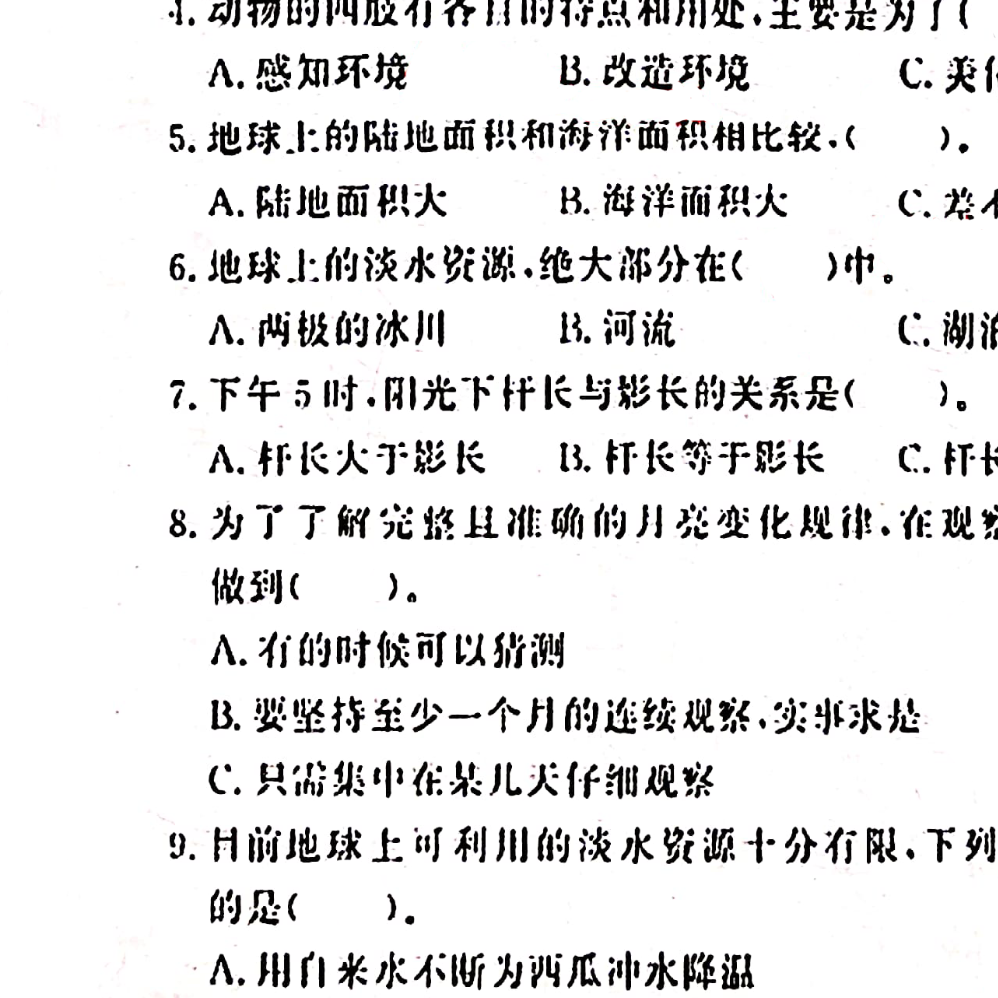 4. 动物的四肢有各自的特点和用处,主要是为了(
A. 感知环境 B. 改造环境 C. 美化
5. 地球上的陆地面积和海洋面积相比较,( )。
A. 陆地面积大 B. 海洋面积大 C. 差不
6. 地球上的淡水资源,绝大部分在( )中。
A. 两极的冰川 B. 河流 C. 湖泊
7. 下午 5 时,阳光下杆长与影长的关系是( )。
A. 杆长大于影长 B. 杆长等于影长 C. 杆长
8. 为了了解完整且准确的月亮变化规律,在观察
做到( )。
A. 有的时候可以猜测
B. 要坚持至少一个月的连续观察,实事求是
C. 只需集中在某几天仔细观察
9. 目前地球上可利用的淡水资源十分有限,下列
的是( )。
A. 用自来水不断为西瓜冲水降温